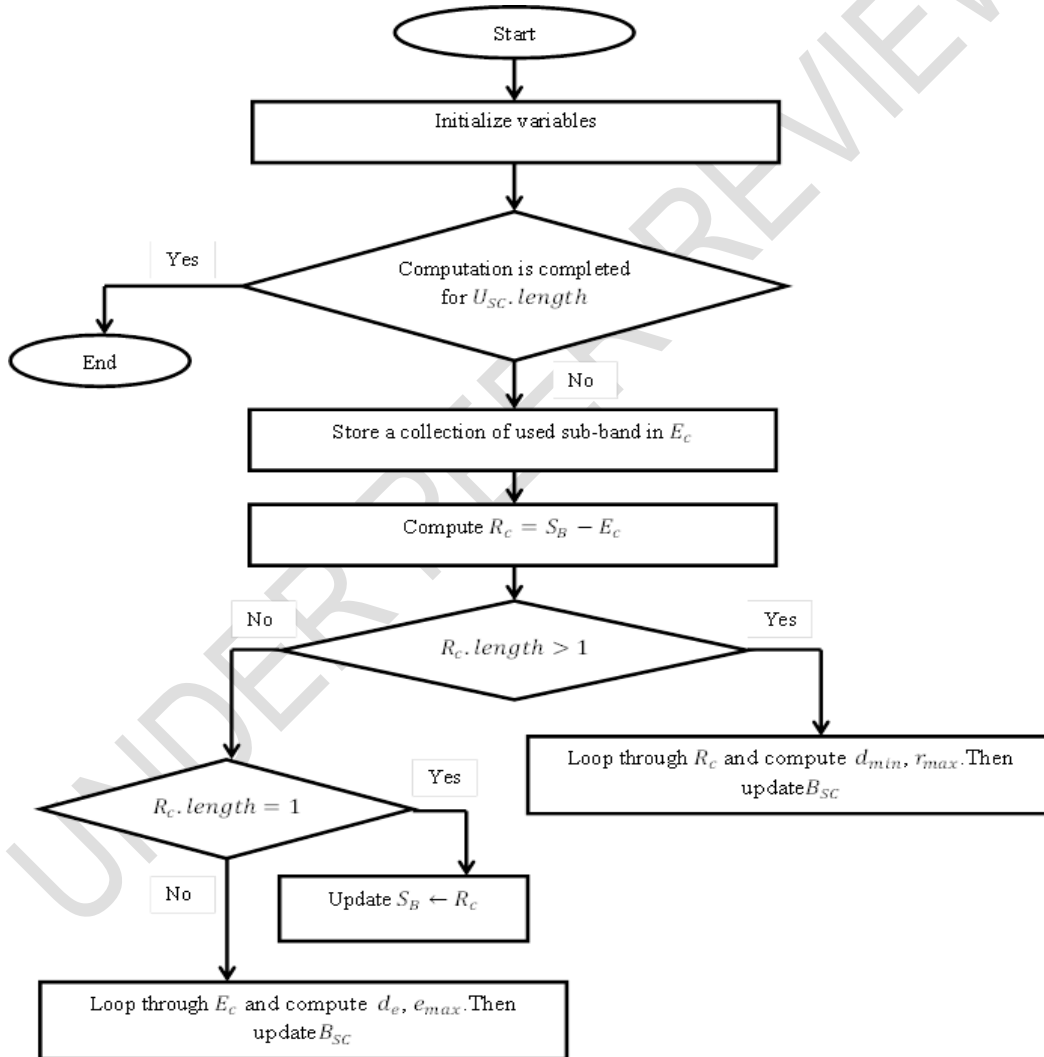 Start
Initialize variables
Yes
Computation is completed
for U_SC.length
End
No
Store a collection of used sub-band in E_c
Compute R_c = S_B − E_c
No
Yes
R_c.length > 1
Loop through R_c and compute d_min, r_max.Then
updateB_SC
Yes
R_c.length = 1
No
Update S_B ← R_c
Loop through E_c and compute d_e, e_max.Then
updateB_SC
UNDER PEER REVIEW